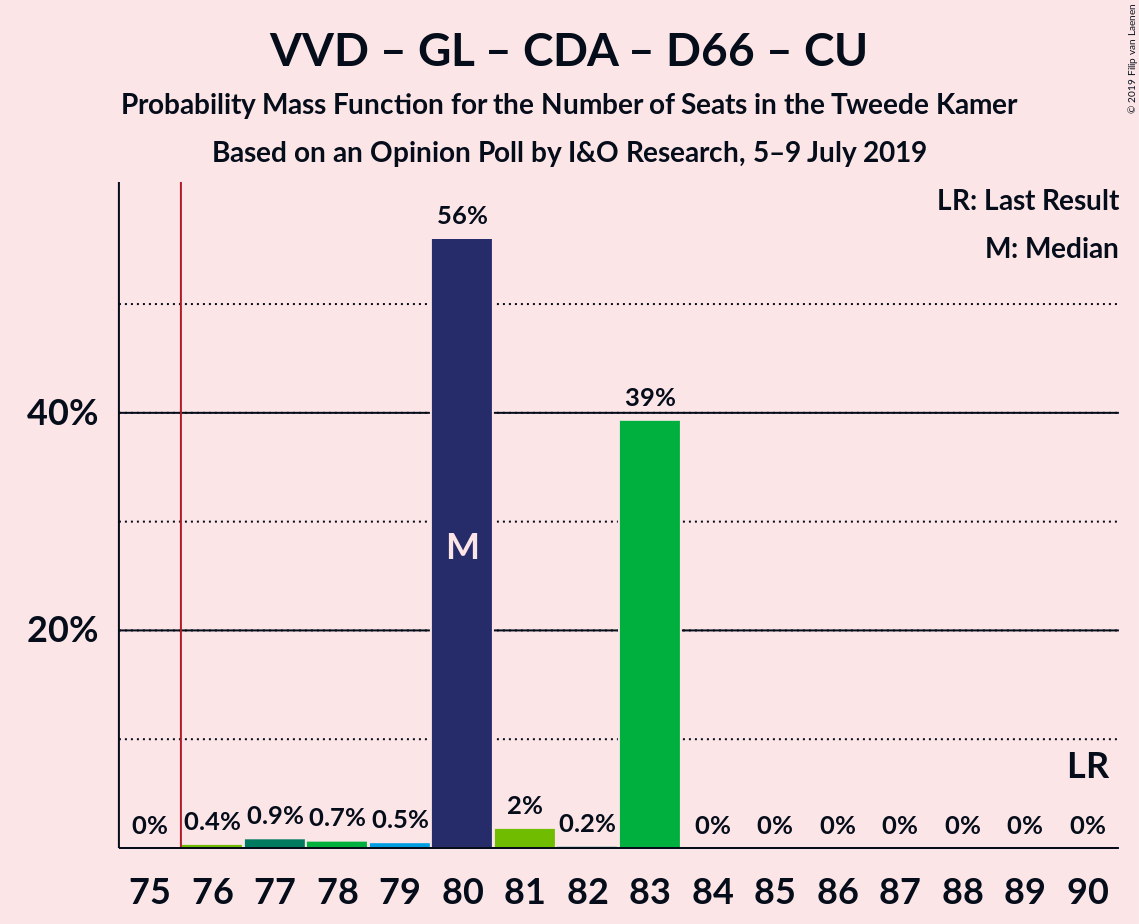 VVD – GL – CDA – D66 – CU
Probability Mass Function for the Number of Seats in the Tweede Kamer
Based on an Opinion Poll by I&O Research, 5–9 July 2019
© 2019 Filip van Laenen
LR: Last Result
M: Median
56%
39%
40%
M
20%
LR
0% 0.4% 0.9% 0.7% 0.5% 2% 0.2% 0% 0% 0% 0% 0% 0% 0%
75 76 77 78 79 80 81 82 83 84 85 86 87 88 89 90